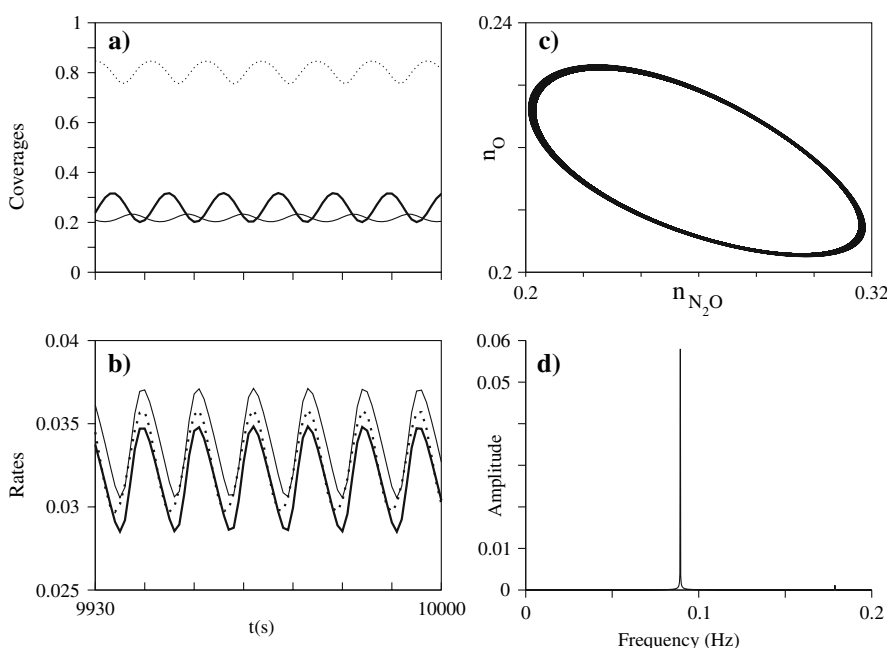 a)
1
0.8
0.6
0.4
0.2
0
Coverages
c)
0.24
n_O
0.2
0.2
n_N₂O
0.32
b)
0.04
0.035
0.03
0.025
Rates
9930
t(s)
10000
d)
0.06
0.05
Amplitude
0.01
0
0
0.1
0.2
Frequency (Hz)